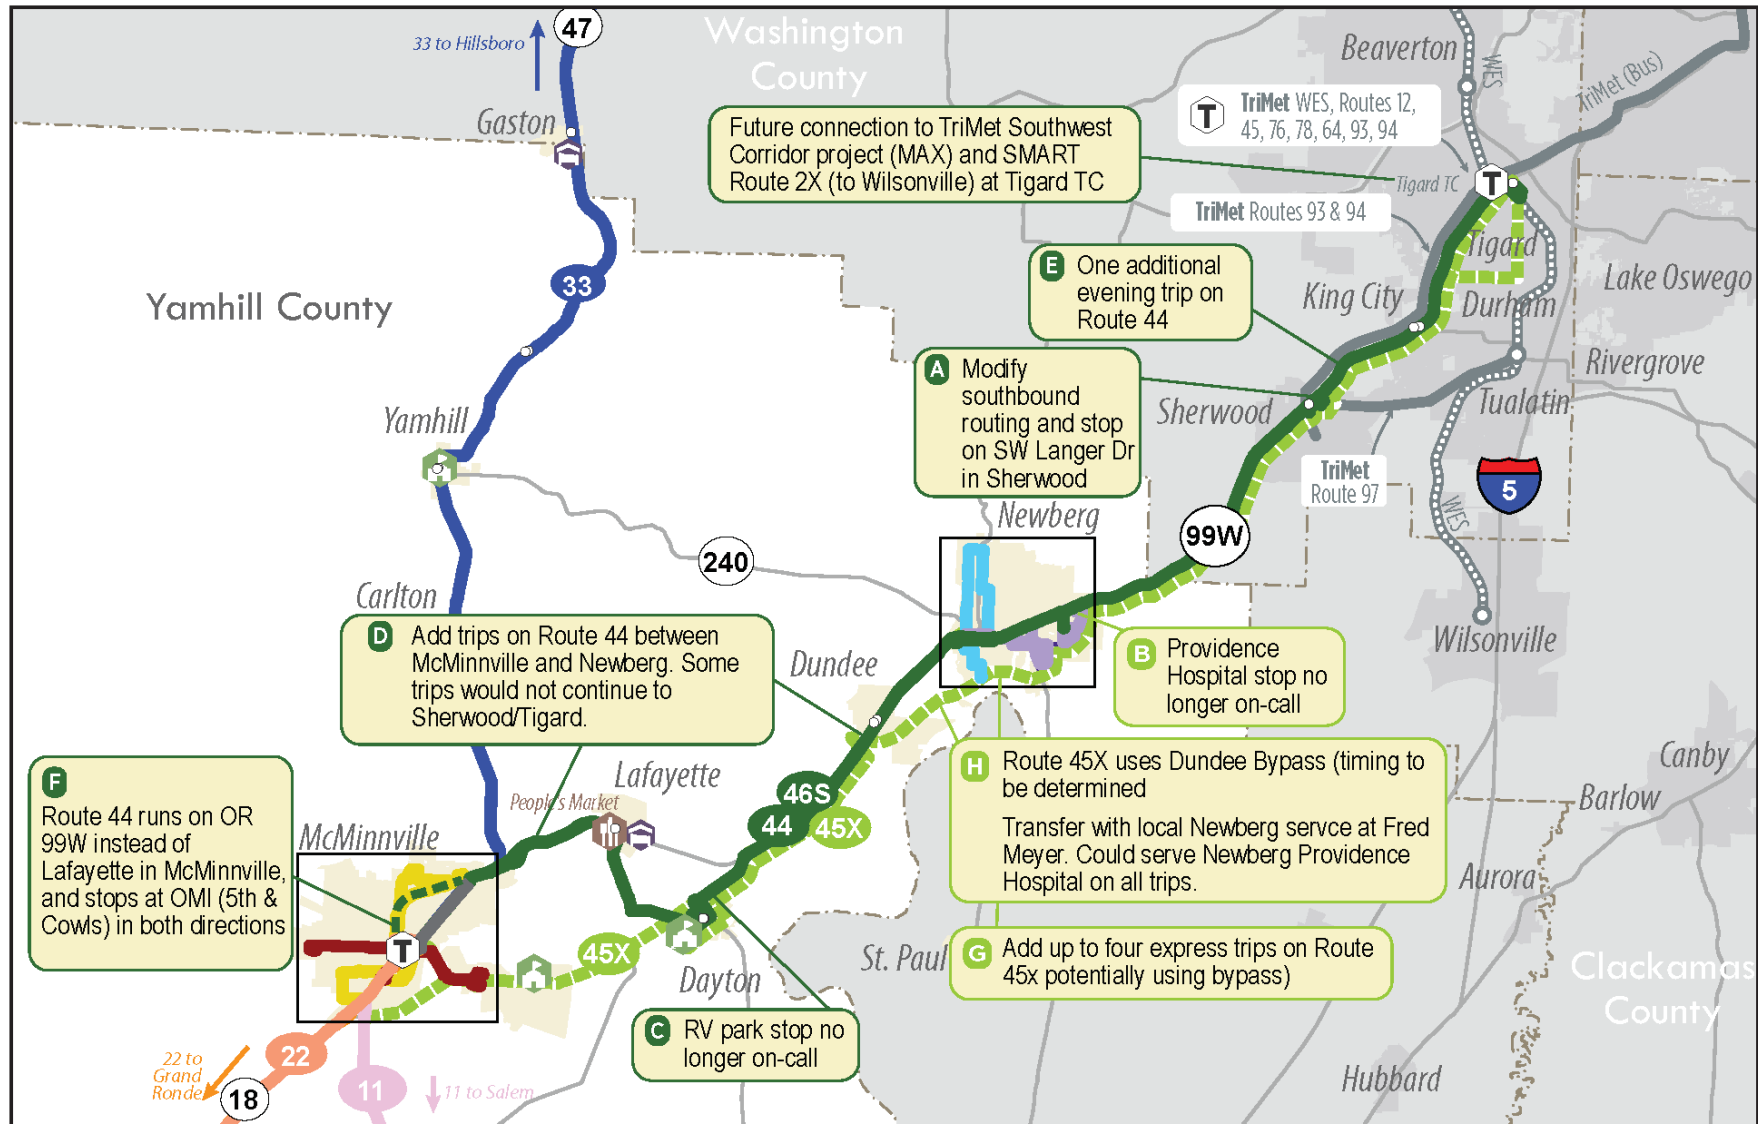 47
33 to Hillsboro
Washington
County
Beaverton
WES
TriMet (Bus)
T
TriMet WES, Routes 12,
45, 76, 78, 64, 93, 94
Gaston
Future connection to TriMet Southwest
Corridor project (MAX) and SMART
Route 2X (to Wilsonville) at Tigard TC
Tigard TC
T
TriMet Routes 93 & 94
Tigard
Lake Oswego
E
One additional
evening trip on
Route 44
King City
Durham
33
Yamhill County
A
Modify
southbound
routing and stop
on SW Langer Dr
in Sherwood
Rivergrove
Sherwood
Tualatin
Yamhill
TriMet
Route 97
5
WES
Newberg
99W
240
Carlton
D
Add trips on Route 44 between
McMinnville and Newberg. Some
trips would not continue to
Sherwood/Tigard.
Dundee
B
Providence
Hospital stop no
longer on-call
Wilsonville
F
Route 44 runs on OR
99W instead of
Lafayette in McMinnville,
and stops at OMI (5th &
Cowls) in both directions
Lafayette
People's Market
46S
44
45X
H
Route 45X uses Dundee Bypass (timing to
be determined
Transfer with local Newberg servce at Fred
Meyer. Could serve Newberg Providence
Hospital on all trips.
Canby
Barlow
McMinnville
Aurora
T
45X
Dayton
St. Paul
G
Add up to four express trips on Route
45x potentially using bypass)
Clackamas
County
C
RV park stop no
longer on-call
22
22 to
Grand
Ronde
18
11
11 to Salem
Hubbard